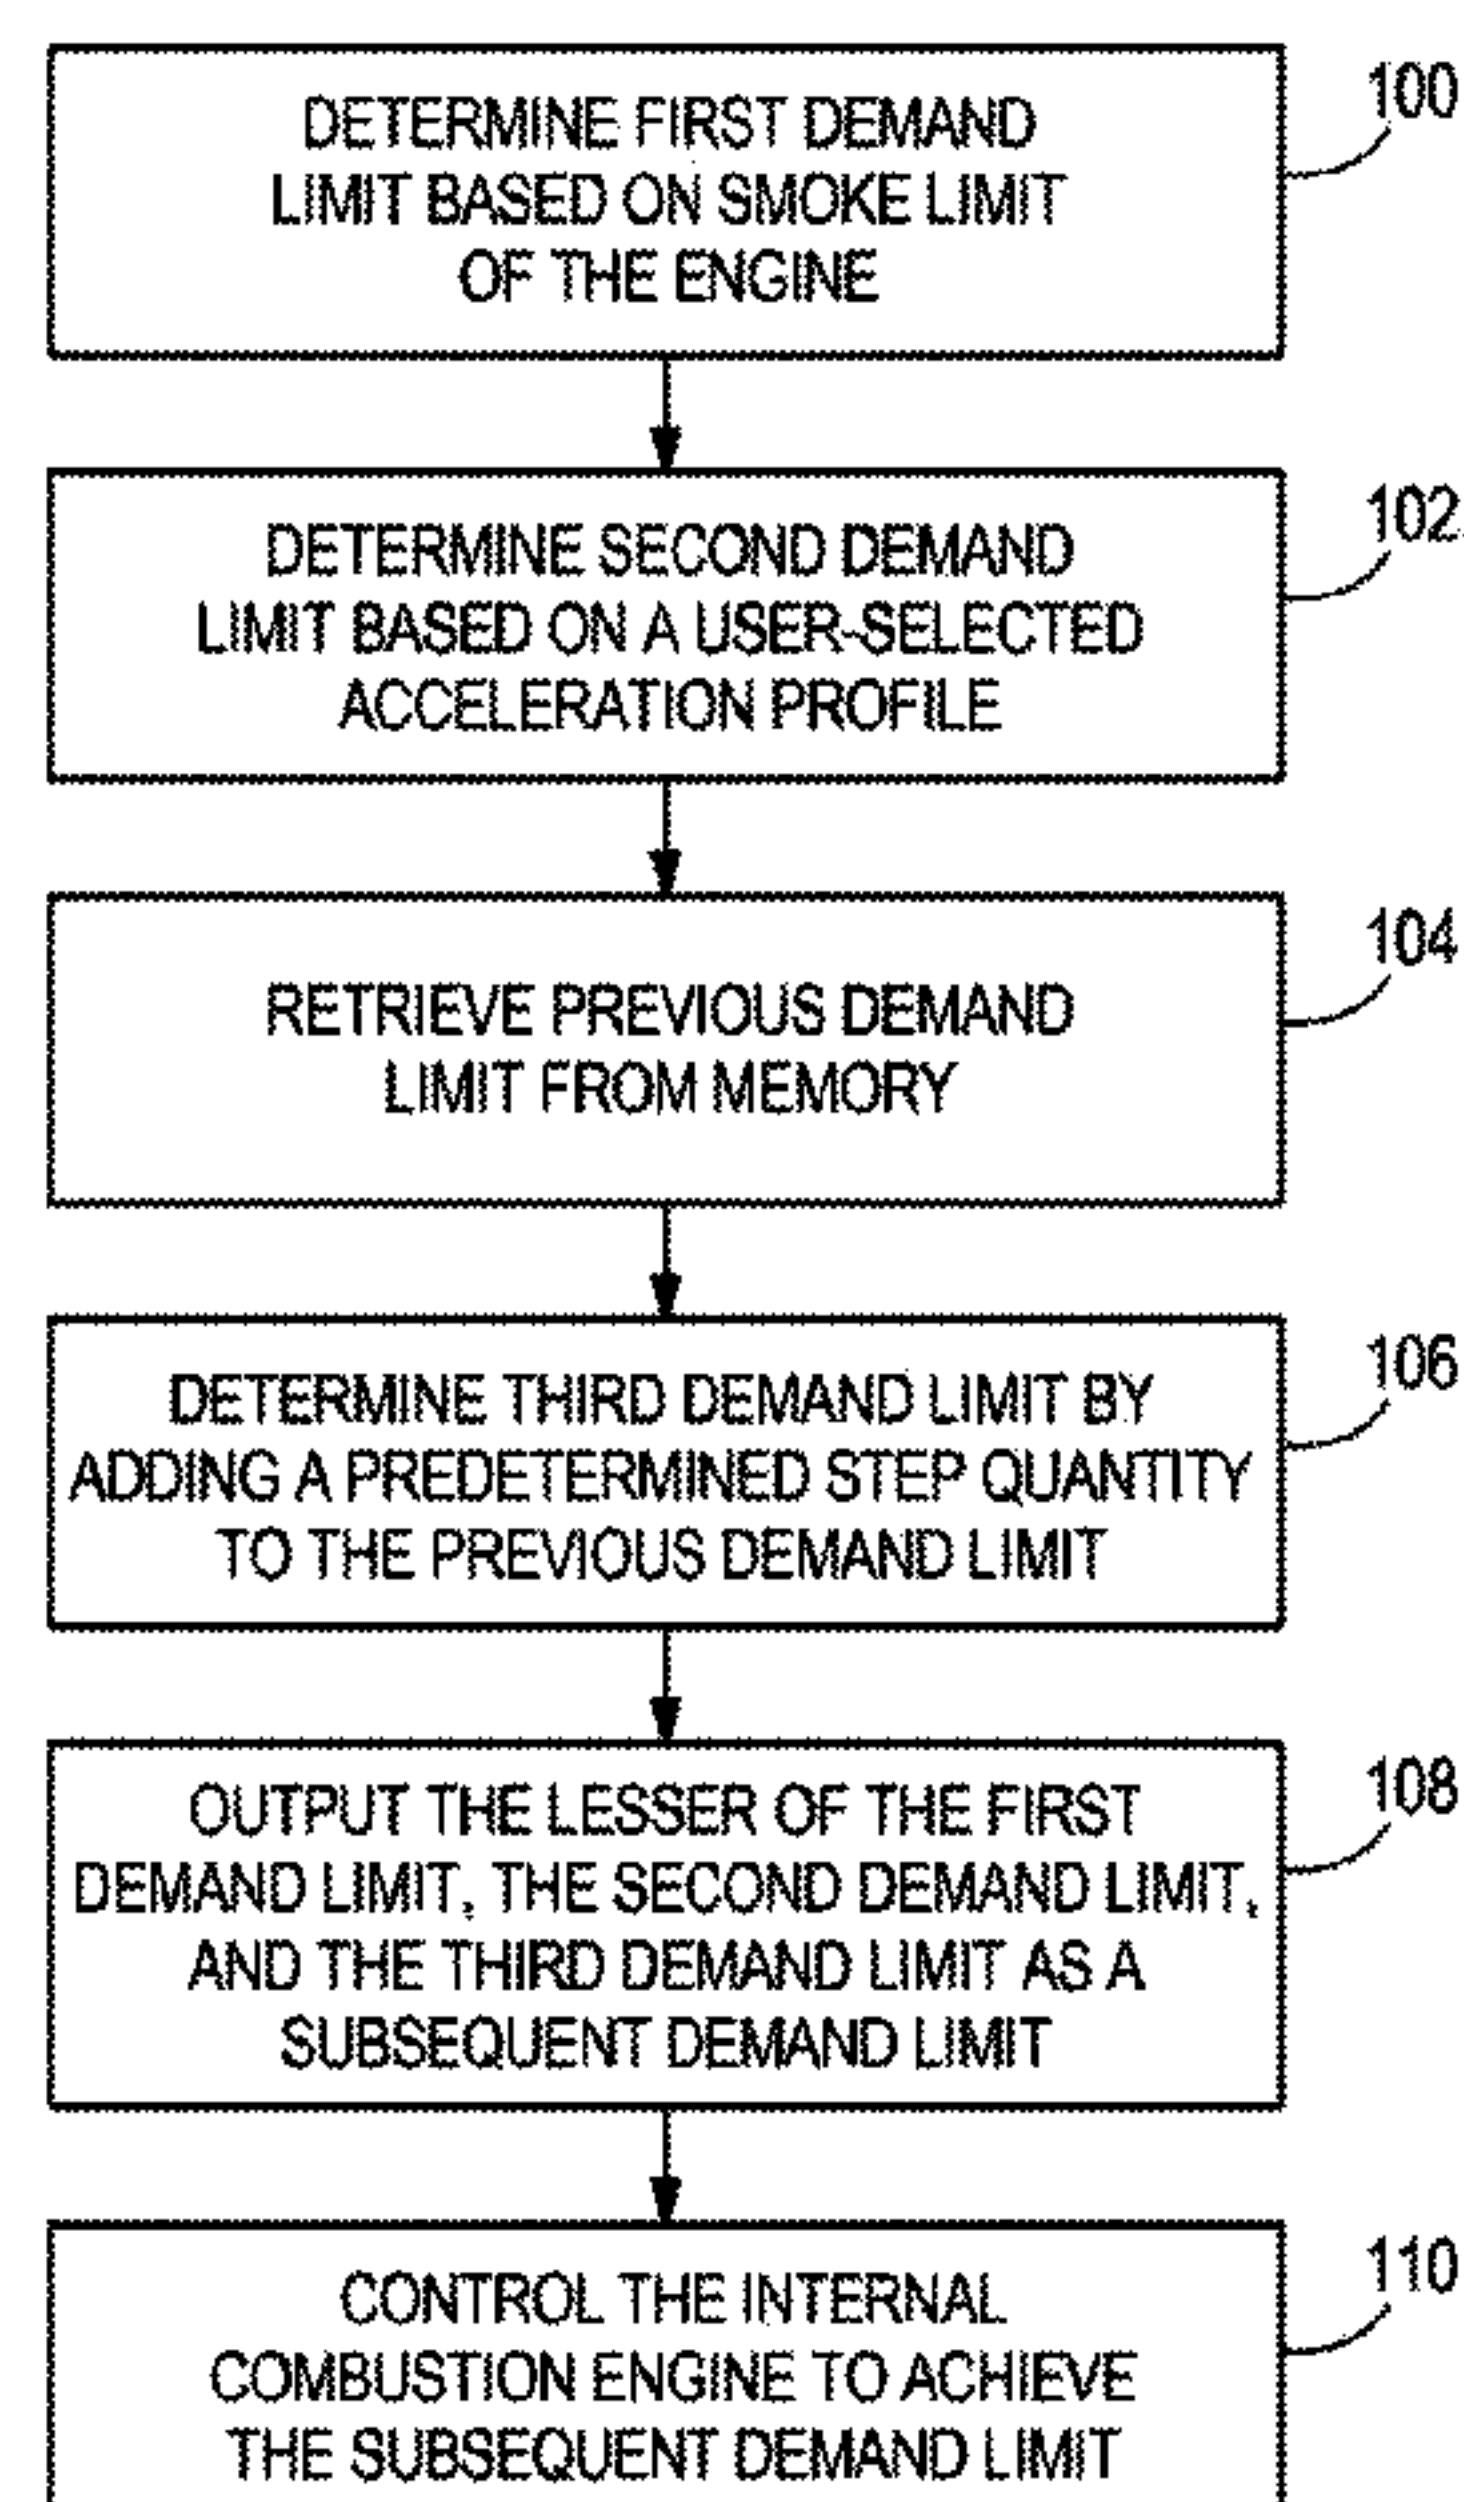 DETERMINE FIRST DEMAND
LIMIT BASED ON SMOKE LIMIT
OF THE ENGINE
100
DETERMINE SECOND DEMAND
LIMIT BASED ON A USER-SELECTED
ACCELERATION PROFILE
102
RETRIEVE PREVIOUS DEMAND
LIMIT FROM MEMORY
104
DETERMINE THIRD DEMAND LIMIT BY
ADDING A PREDETERMINED STEP QUANTITY
TO THE PREVIOUS DEMAND LIMIT
106
OUTPUT THE LESSER OF THE FIRST
DEMAND LIMIT, THE SECOND DEMAND LIMIT,
AND THE THIRD DEMAND LIMIT AS A
SUBSEQUENT DEMAND LIMIT
108
CONTROL THE INTERNAL
COMBUSTION ENGINE TO ACHIEVE
THE SUBSEQUENT DEMAND LIMIT
110